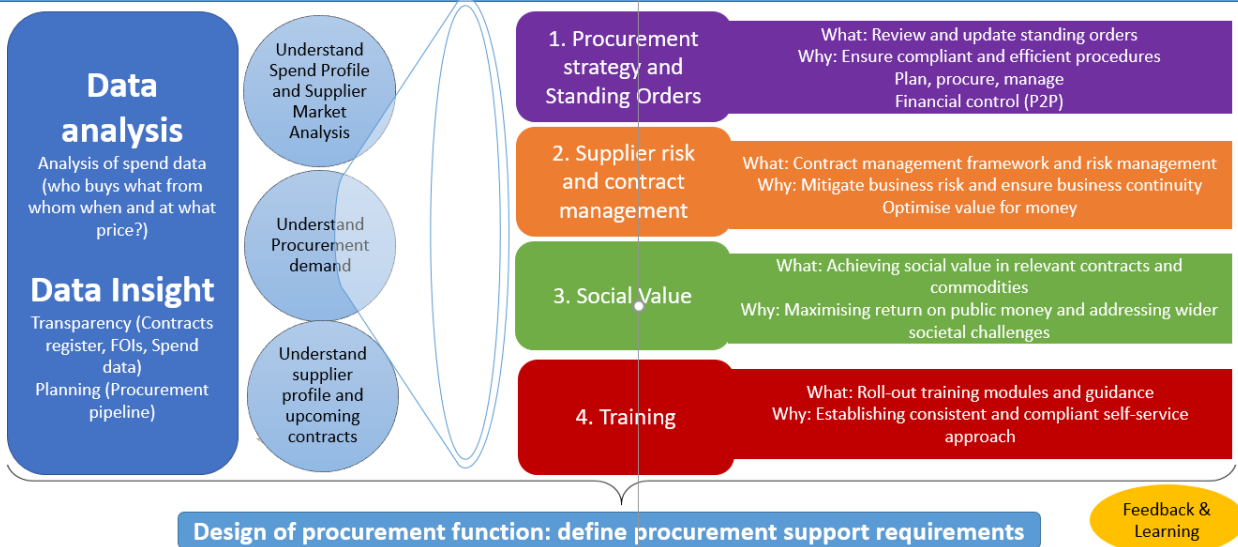 Data
analysis
Analysis of spend data
(who buys what from
whom when and at what
price?)
Data Insight
Transparency (Contracts
register, FOIs, Spend
data)
Planning (Procurement
pipeline)
Understand
Spend Profile
and Supplier
Market
Analysis
Understand
Procurement
demand
Understand
supplier
profile and
upcoming
contracts
1. Procurement
strategy and
Standing Orders
What: Review and update standing orders
Why: Ensure compliant and efficient procedures
Plan, procure, manage
Financial control (P2P)
2. Supplier risk
and contract
management
What: Contract management framework and risk management
Why: Mitigate business risk and ensure business continuity
Optimise value for money
3. Social Value
What: Achieving social value in relevant contracts and
commodities
Why: Maximising return on public money and addressing wider
societal challenges
4. Training
What: Roll-out training modules and guidance
Why: Establishing consistent and compliant self-service
approach
Design of procurement function: define procurement support requirements
Feedback &
Learning